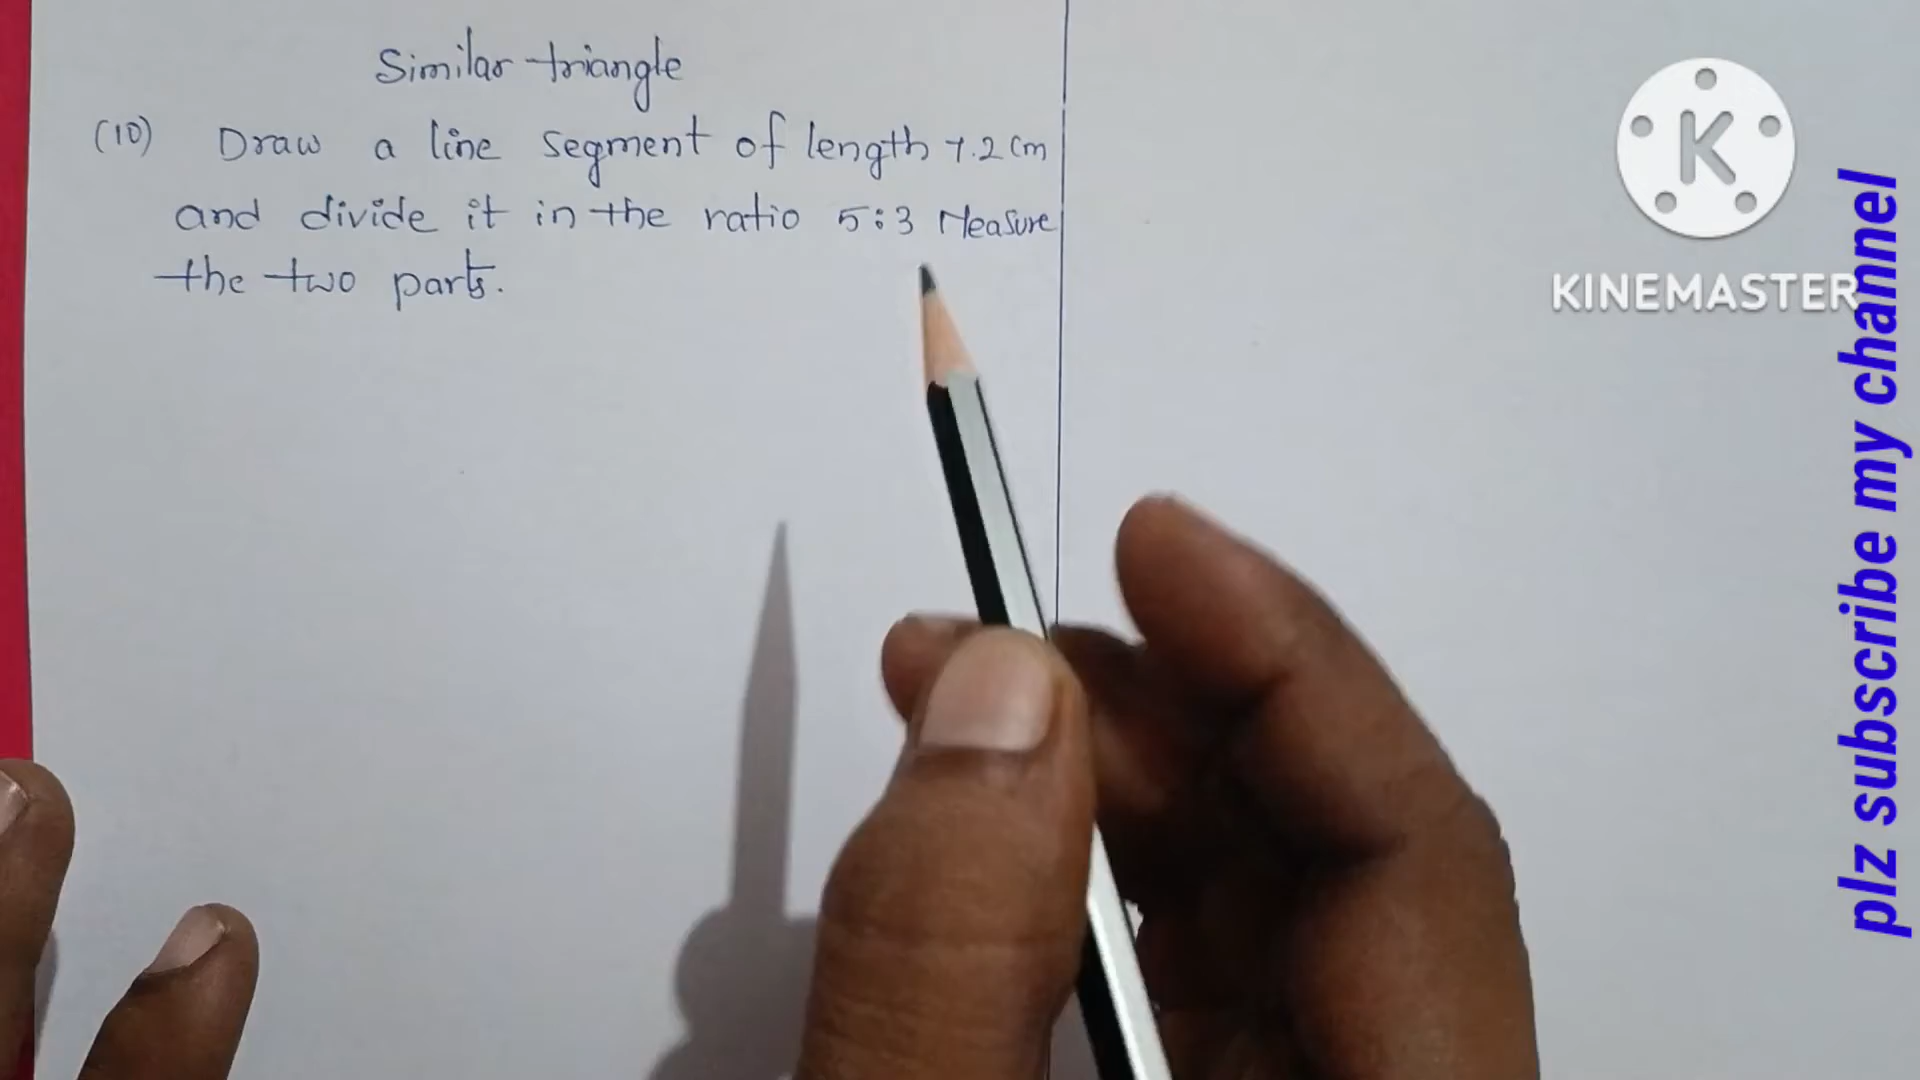 Similar triangle
(10) Draw a line segment of length 7.2 cm
and divide it in the ratio 5:3 Measure
the two parts.
K
KINEMASTER
plz subscribe my channel